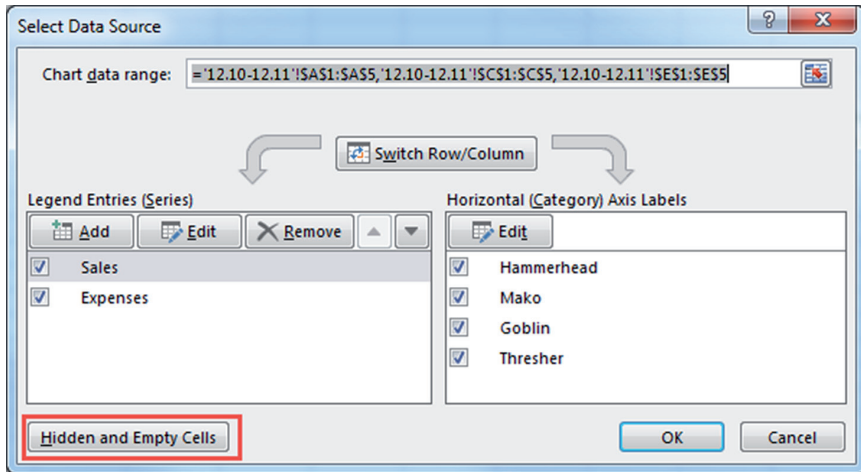 Select Data Source
?
X
Chart data range: ='12.10-12.11'!$A$1:$A$5,'12.10-12.11'!$C$1:$C$5,'12.10-12.11'!$E$1:$E$5
Switch Row/Column
Legend Entries (Series)
Add Edit Remove
Sales
Expenses
Horizontal (Category) Axis Labels
Edit
Hammerhead
Mako
Goblin
Thresher
Hidden and Empty Cells
OK Cancel